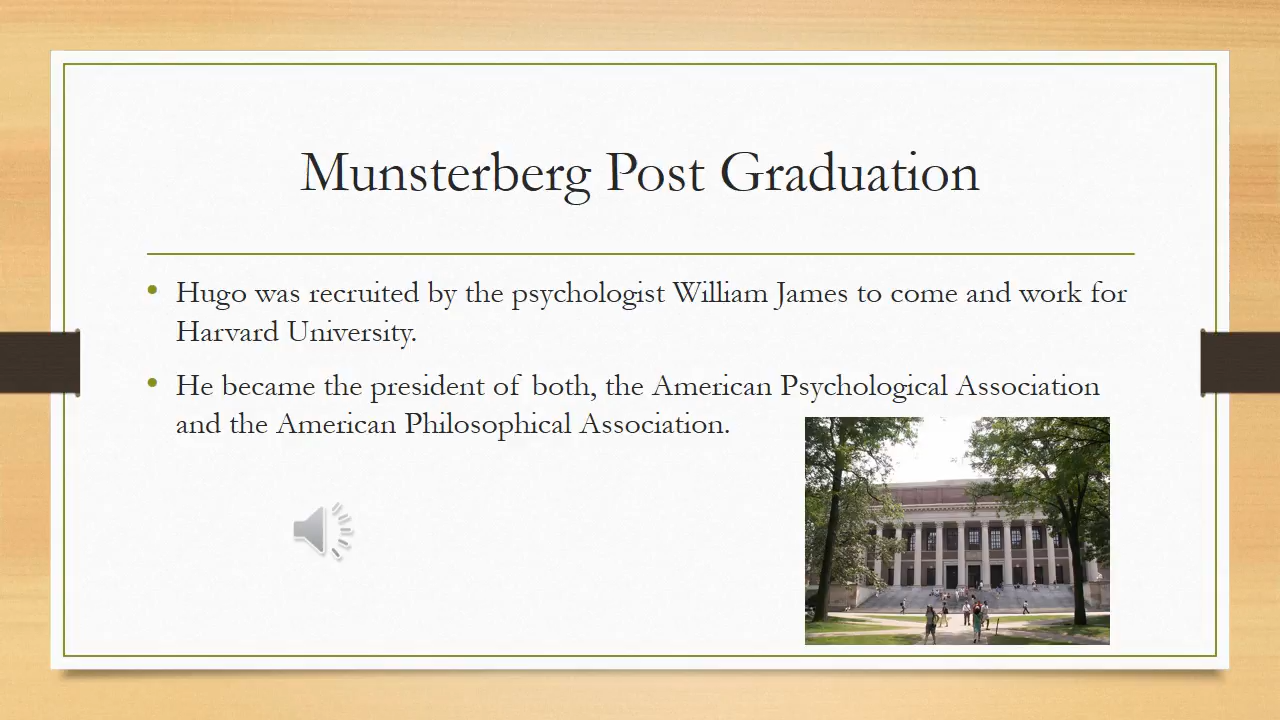 Munsterberg Post Graduation
• Hugo was recruited by the psychologist William James to come and work for
Harvard University.
• He became the president of both, the American Psychological Association
and the American Philosophical Association.